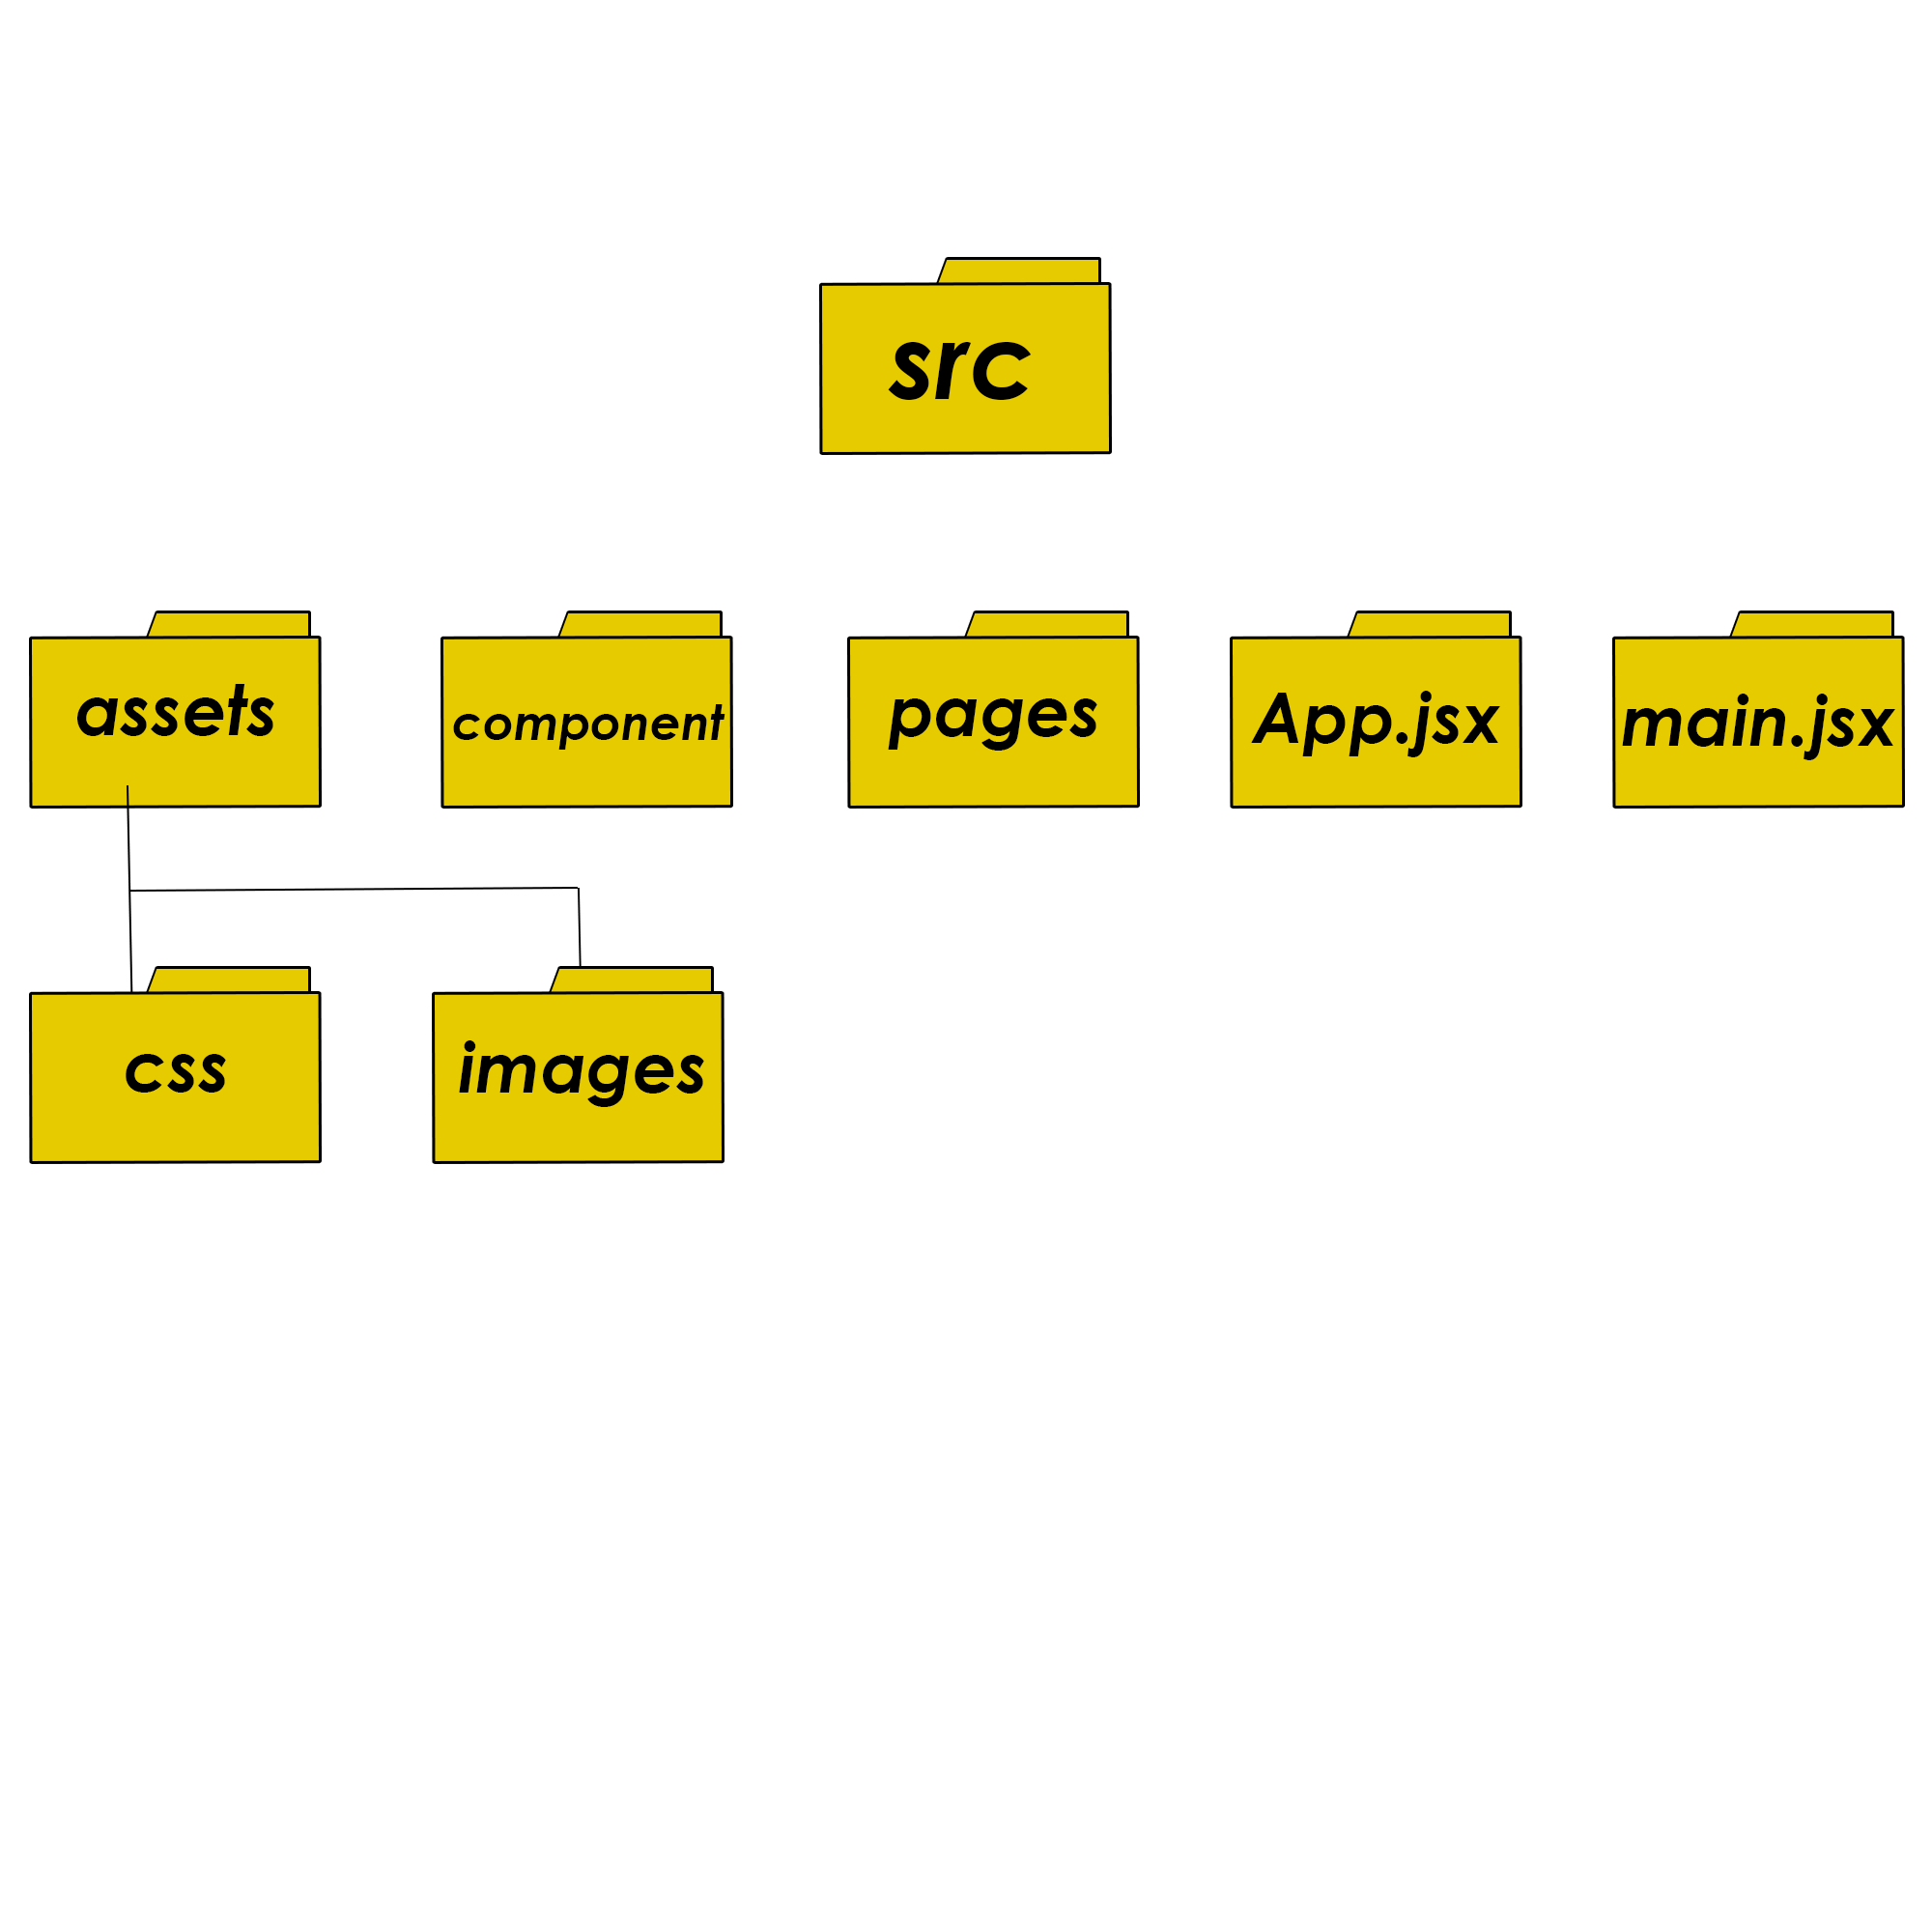 src
assets
component
pages
App.jsx
main.jsx
css
images